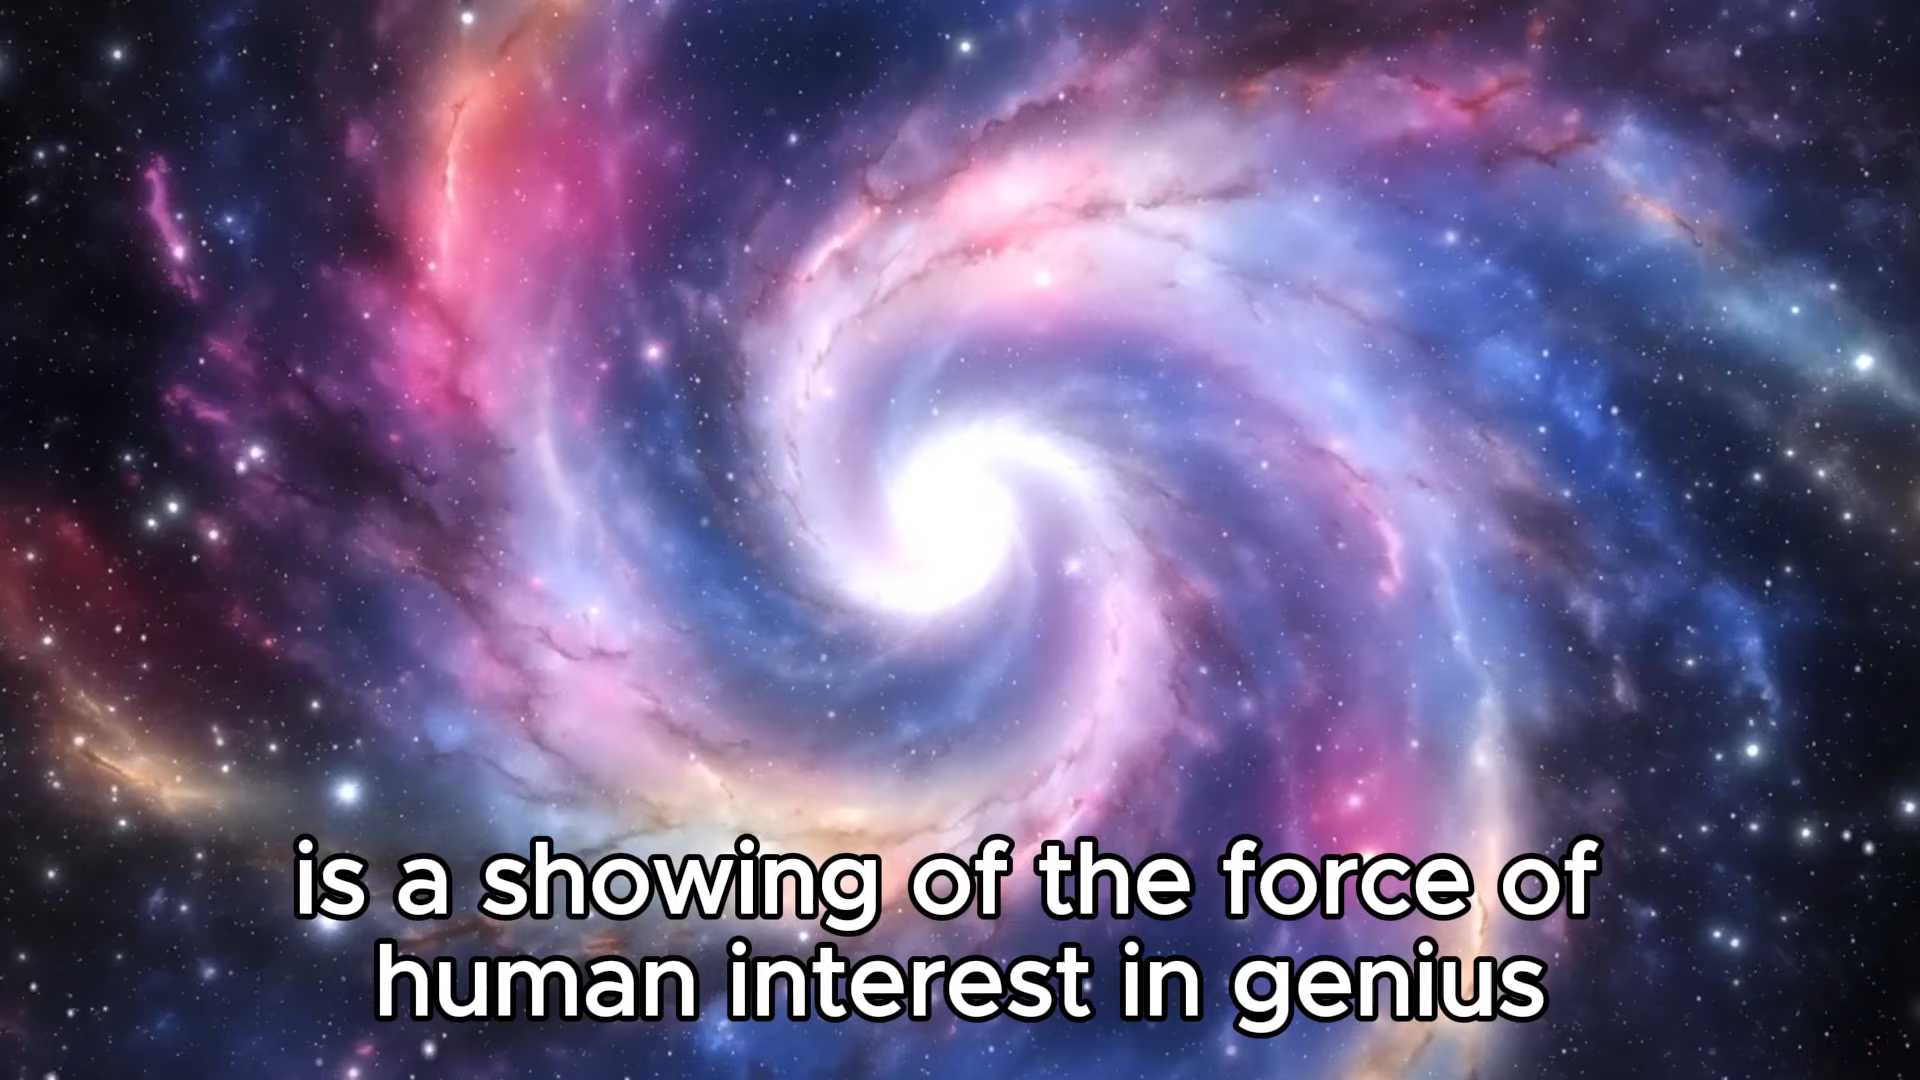 is a showing of the force of
human interest in genius